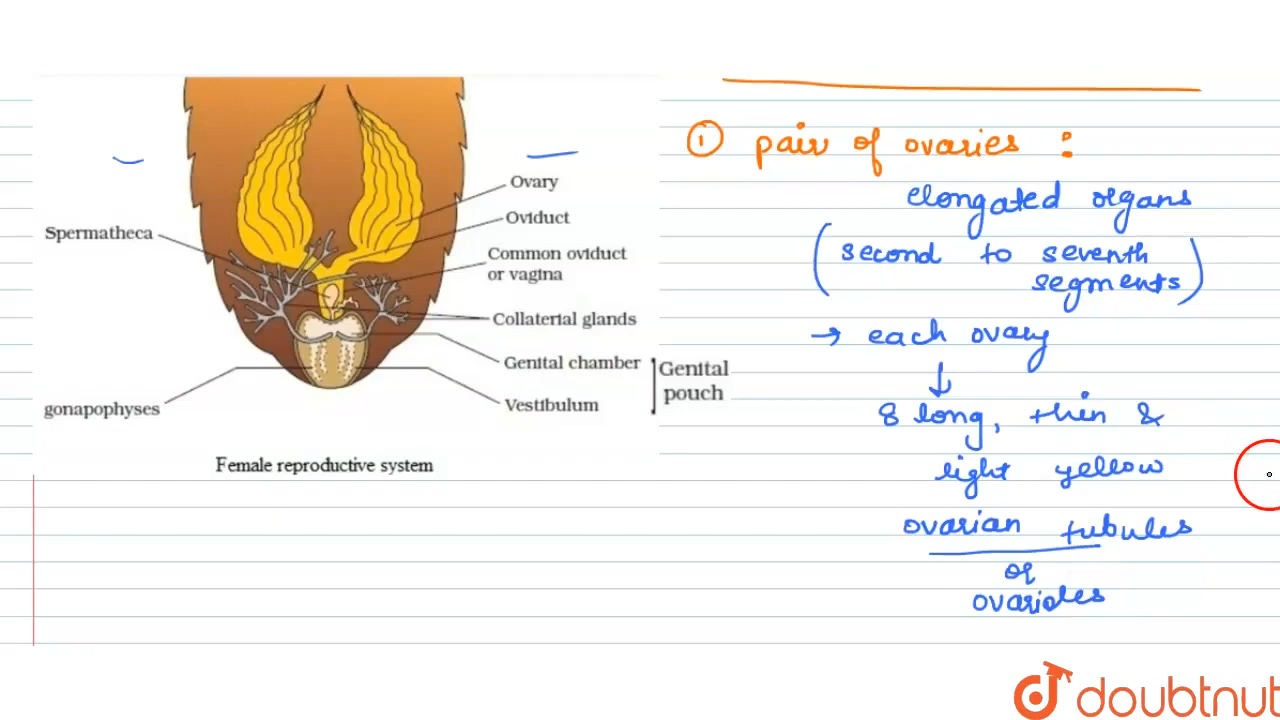 Ovary
Oviduct
Spermatheca
Common oviduct
or vagina
Collaterial glands
Genital chamber
Genital
pouch
gonapophyses
Vestibulum
Female reproductive system
① pair of ovaries :
elongated organs
(second to seventh
segments)
→ each ovary
↓
8 long, thin &
light yellow
ovarian tubules
or
ovarioles
doubtnut